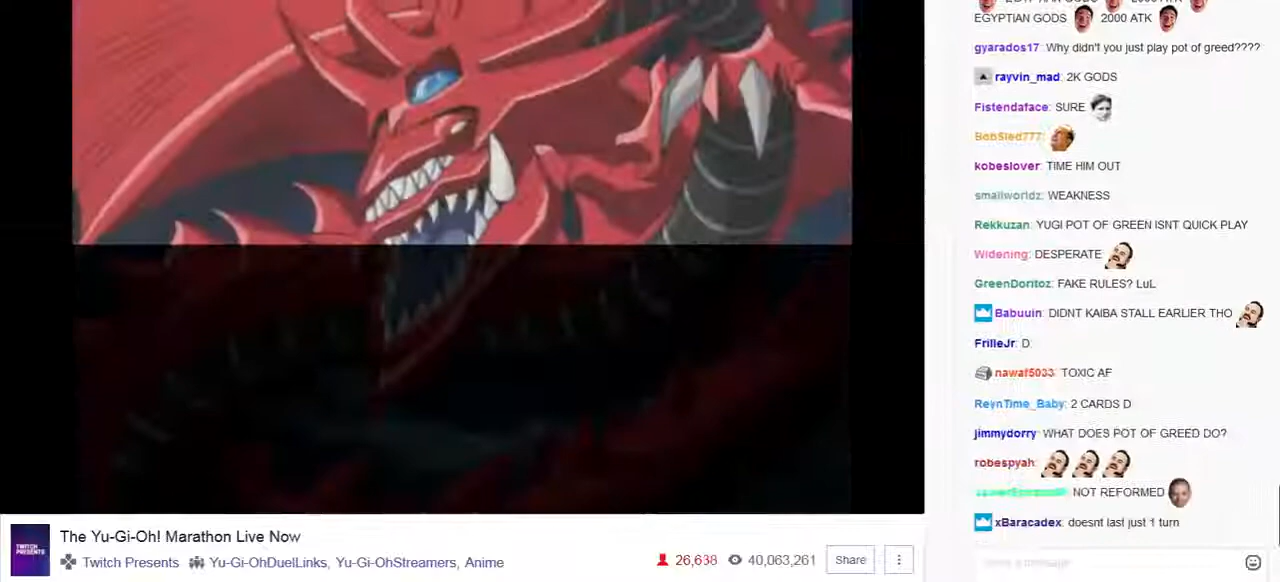 EGYPTIAN GODS 2000 ATK
gyarados17: Why didn't you just play pot of greed????
rayvin_mad: 2K GODS
Fistendaface: SURE
BobSled777:
kobeslover: TIME HIM OUT
smallworldz: WEAKNESS
Rekkuzan: YUGI POT OF GREEN ISNT QUICK PLAY
Widening: DESPERATE
GreenDoritoz: FAKE RULES? LuL
Babuuin: DIDNT KAIBA STALL EARLIER THO
FrilleJr: D:
nawaf5033: TOXIC AF
ReynTime_Baby: 2 CARDS D
jimmydorry: WHAT DOES POT OF GREED DO?
robespyah:
NOT REFORMED
xBaracadex: doesnt last just 1 turn
TWITCH PRESENTS
The Yu-Gi-Oh! Marathon Live Now
Twitch Presents Yu-Gi-OhDuelLinks, Yu-Gi-OhStreamers, Anime
26,638 40,063,261 Share